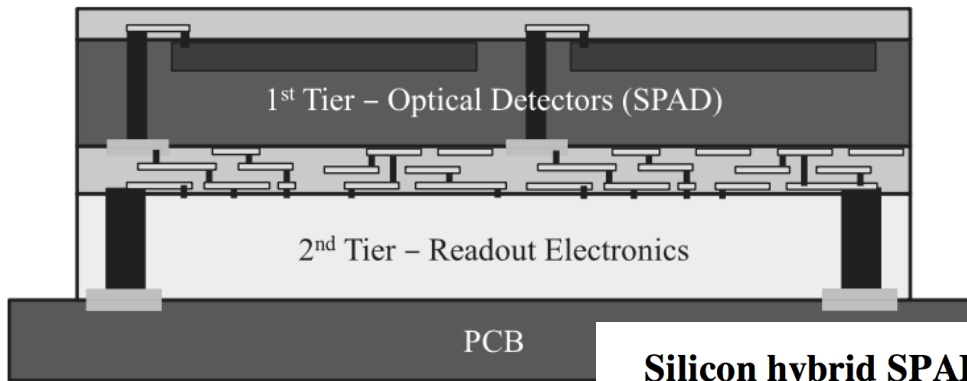 1st Tier – Optical Detectors (SPAD)
2nd Tier – Readout Electronics
PCB
Silicon hybrid